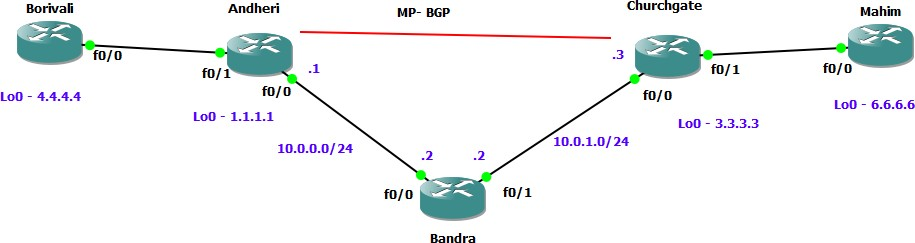 Borivali
Andheri
MP- BGP
Churchgate
Mahim
f0/0
f0/1
.1
f0/0
.3
f0/0
f0/1
f0/0
Lo0 - 4.4.4.4
Lo0 - 1.1.1.1
Lo0 - 3.3.3.3
Lo0 - 6.6.6.6
10.0.0.0/24
.2
.2
10.0.1.0/24
f0/0
f0/1
Bandra